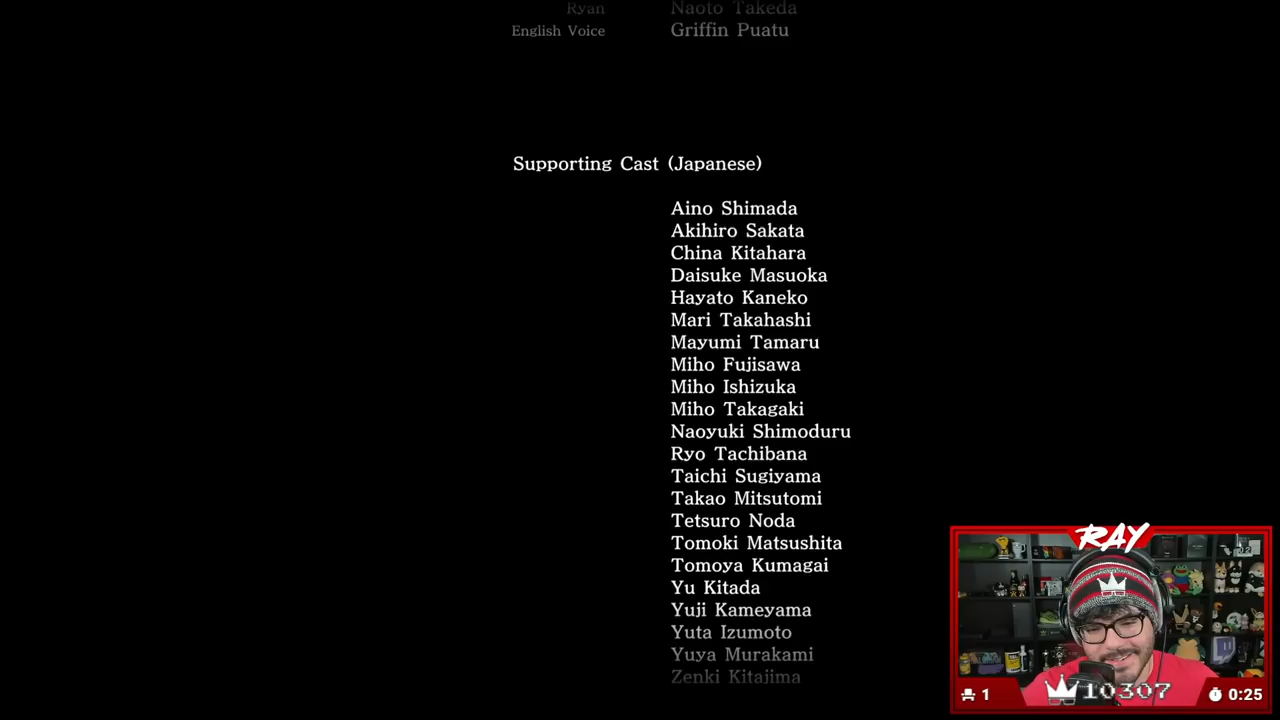 Ryan Naoto Takeda
English Voice Griffin Puatu
Supporting Cast (Japanese)
Aino Shimada
Akihiro Sakata
China Kitahara
Daisuke Masuoka
Hayato Kaneko
Mari Takahashi
Mayumi Tamaru
Miho Fujisawa
Miho Ishizuka
Miho Takagaki
Naoyuki Shimoduru
Ryo Tachibana
Taichi Sugiyama
Takao Mitsutomi
Tetsuro Noda
Tomoki Matsushita
Tomoya Kumagai
Yu Kitada
Yuji Kameyama
Yuta Izumoto
Yuya Murakami
Zenki Kitajima
RAY
1 10307 0:25